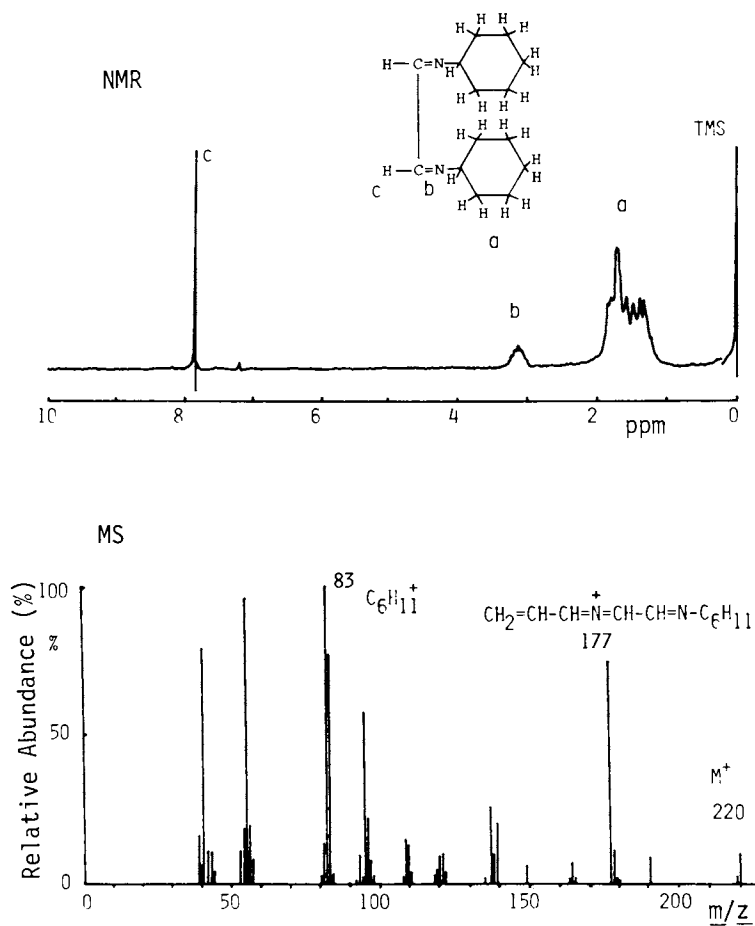 NMR
H H
H H H H
H-C=N-H H
H H H H
H H
H H
H H H H
H-C=N-H H
H H H H
H H
c b
a
a
b
c
TMS
10 8 6 4 2 ppm 0
MS
Relative Abundance (%)
100
%
50
0
83 C6H11+
CH2=CH-CH=N+=CH-CH=N-C6H11
177
M+
220
0 50 100 150 200 m/z